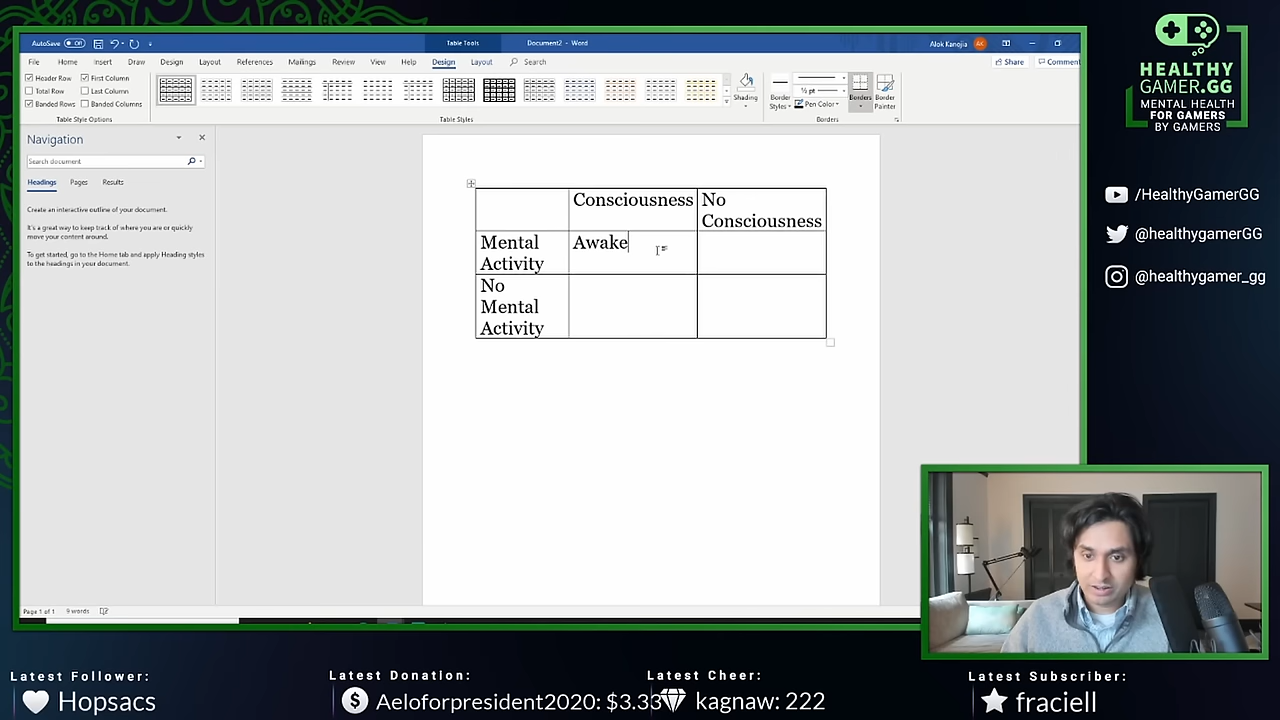 AutoSave
Off
Table Tools
Document2 - Word
Alok Kanojia
AK
File
Home
Insert
Draw
Design
Layout
References
Mailings
Review
View
Help
Design
Layout
Search
Share
Comment
Header Row
First Column
Total Row
Last Column
Banded Rows
Banded Columns
Table Style Options
Table Styles
Shading
Border
Styles
½ pt
Pen Color
Borders
Border
Painter
Borders
Navigation
Search document
Headings
Pages
Results
Create an interactive outline of your document.
It's a great way to keep track of where you are or quickly
move your content around.
To get started, go to the Home tab and apply Heading styles
to the headings in your document.
Consciousness
No
Consciousness
Mental
Activity
Awake
No
Mental
Activity
Page 1 of 1
9 words
HEALTHY
GAMER.GG
MENTAL HEALTH
FOR GAMERS
BY GAMERS
/HealthyGamerGG
@healthygamerGG
@healthygamer_gg
Latest Follower:
Hopsacs
Latest Donation:
Aeloforpresident2020: $3.33
Latest Cheer:
kagnaw: 222
Latest Subscriber:
fraciell